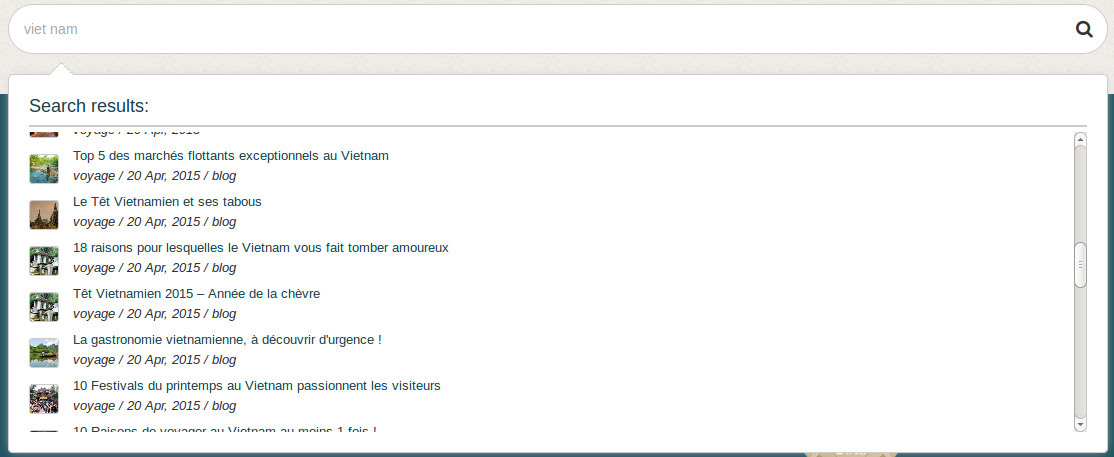 viet nam
Search results:
voyage / 20 Apr, 2015
Top 5 des marchés flottants exceptionnels au Vietnam
voyage / 20 Apr, 2015 / blog
Le Têt Vietnamien et ses tabous
voyage / 20 Apr, 2015 / blog
18 raisons pour lesquelles le Vietnam vous fait tomber amoureux
voyage / 20 Apr, 2015 / blog
Têt Vietnamien 2015 – Année de la chèvre
voyage / 20 Apr, 2015 / blog
La gastronomie vietnamienne, à découvrir d'urgence !
voyage / 20 Apr, 2015 / blog
10 Festivals du printemps au Vietnam passionnent les visiteurs
voyage / 20 Apr, 2015 / blog
10 Raisons de voyager au Vietnam au moins 1 fois !